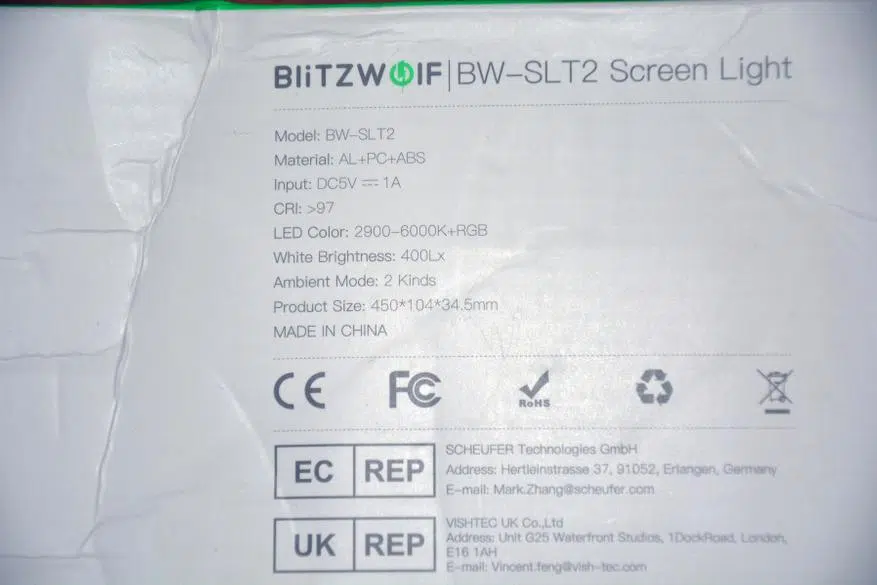 BLiTZWOLF|BW-SLT2 Screen Light
Model: BW-SLT2
Material: AL+PC+ABS
Input: DC5V ⎓ 1A
CRI: >97
LED Color: 2900-6000K+RGB
White Brightness: 400Lx
Ambient Mode: 2 Kinds
Product Size: 450*104*34.5mm
MADE IN CHINA
CE FC RoHS
EC REP
SCHEUFER Technologies GmbH
Address: Hertleinstrasse 37, 91052, Erlangen, Germany
E-mail: Mark.Zhang@scheufer.com
UK REP
VISHTEC UK Co.,Ltd
Address: Unit G25 Waterfront Studios, 1DockRoad, London,
E16 1AH
E-mail: Vincent.feng@vish-tec.com